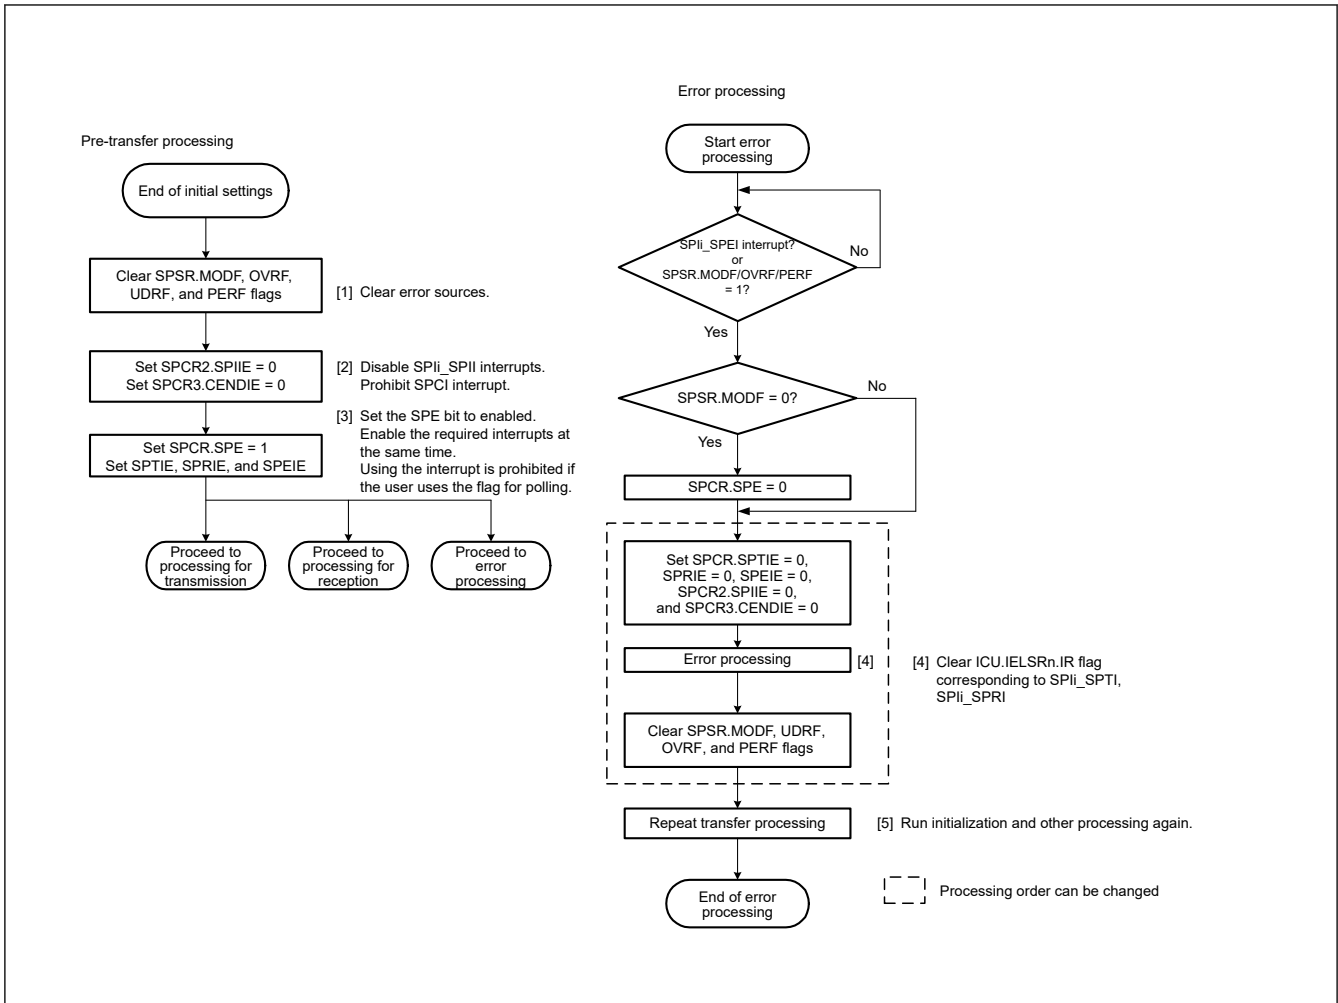 Pre-transfer processing
End of initial settings
Clear SPSR.MODF, OVRF,
UDRF, and PERF flags
[1] Clear error sources.
Set SPCR2.SPIIE = 0
Set SPCR3.CENDIE = 0
[2] Disable SPIi_SPII interrupts.
Prohibit SPCI interrupt.
Set SPCR.SPE = 1
Set SPTIE, SPRIE, and SPEIE
[3] Set the SPE bit to enabled.
Enable the required interrupts at
the same time.
Using the interrupt is prohibited if
the user uses the flag for polling.
Proceed to
processing for
transmission
Proceed to
processing for
reception
Proceed to
error
processing
Error processing
Start error
processing
SPIi_SPEI interrupt?
or
SPSR.MODF/OVRF/PERF
= 1?
No
Yes
SPSR.MODF = 0?
No
Yes
SPCR.SPE = 0
Set SPCR.SPTIE = 0,
SPRIE = 0, SPEIE = 0,
SPCR2.SPIIE = 0,
and SPCR3.CENDIE = 0
Error processing
[4]
[4] Clear ICU.IELSRn.IR flag
corresponding to SPIi_SPTI,
SPIi_SPRI
Clear SPSR.MODF, UDRF,
OVRF, and PERF flags
Repeat transfer processing
[5] Run initialization and other processing again.
End of error
processing
Processing order can be changed